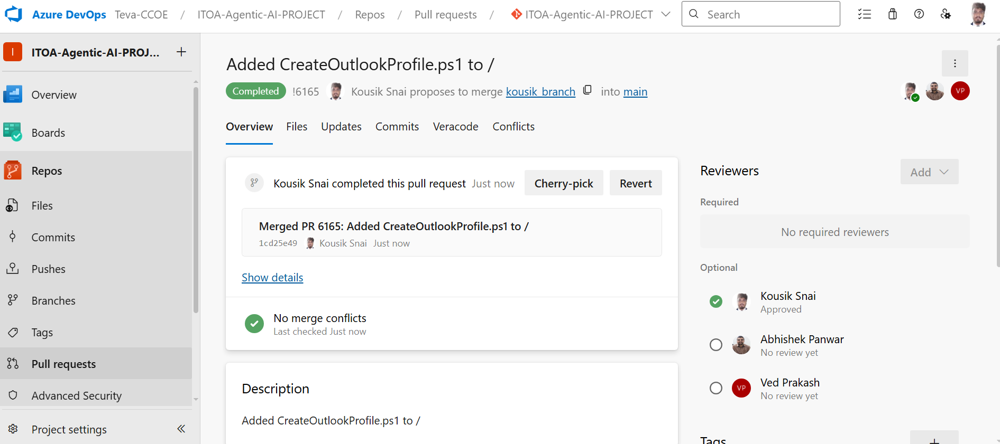 Azure DevOps Teva-CCOE / ITOA-Agentic-AI-PROJECT / Repos / Pull requests / ITOA-Agentic-AI-PROJECT Search
I ITOA-Agentic-AI-PROJ... +
Overview
Boards
Repos
Files
Commits
Pushes
Branches
Tags
Pull requests
Advanced Security
Project settings
Added CreateOutlookProfile.ps1 to /
Completed !6165 Kousik Snai proposes to merge kousik_branch into main
VP
Overview Files Updates Commits Veracode Conflicts
Kousik Snai completed this pull request Just now Cherry-pick Revert
Merged PR 6165: Added CreateOutlookProfile.ps1 to /
1cd25e49 Kousik Snai Just now
Show details
No merge conflicts
Last checked Just now
Description
Added CreateOutlookProfile.ps1 to /
Reviewers Add
Required
No required reviewers
Optional
Kousik Snai
Approved
Abhishek Panwar
No review yet
VP Ved Prakash
No review yet
Tags +